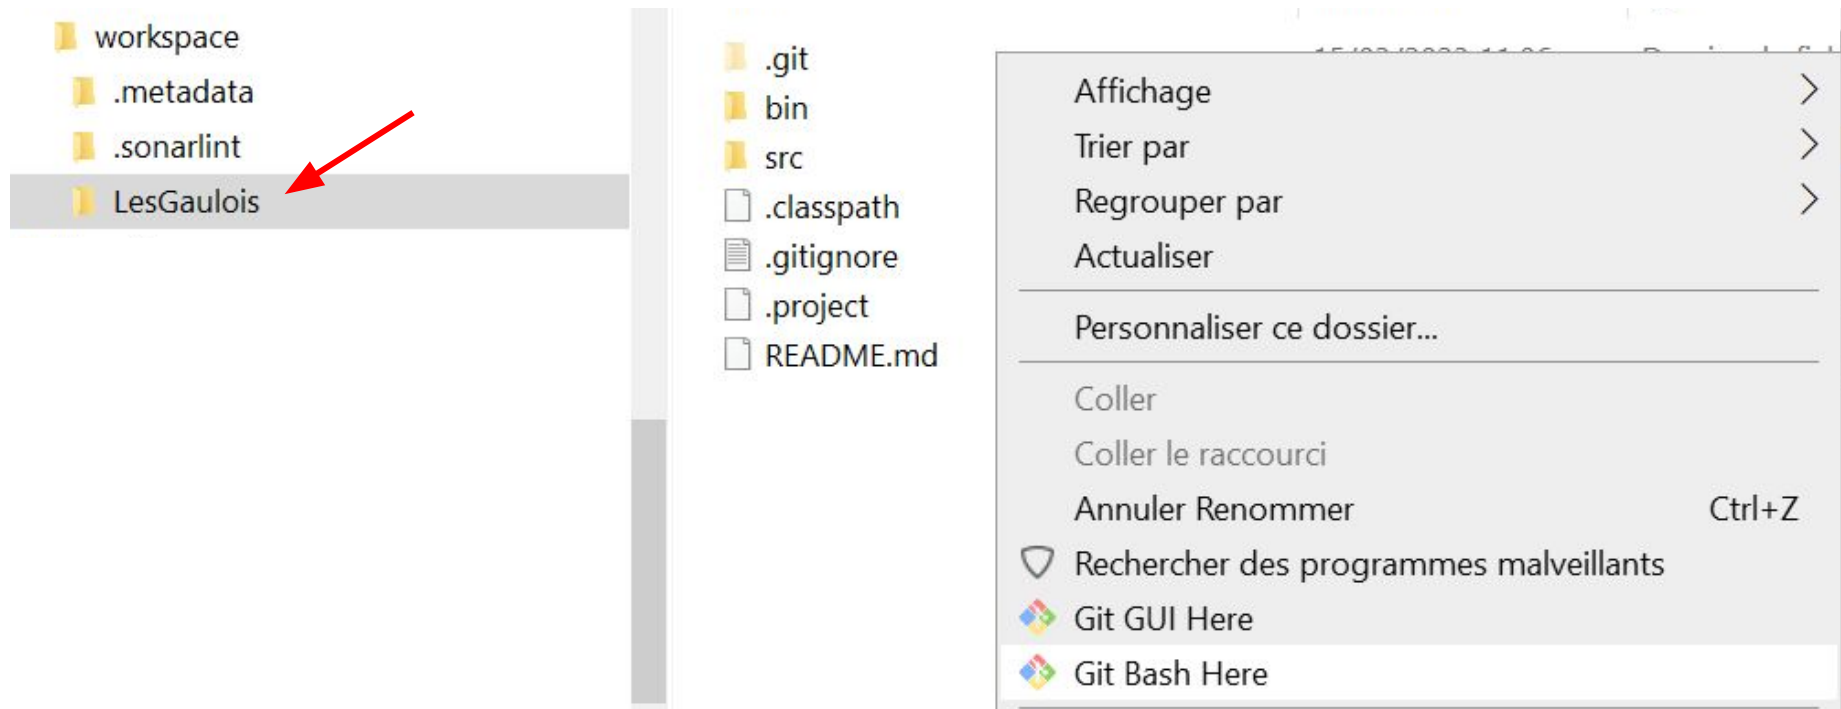 workspace
.metadata
.sonarlint
LesGaulois
.git
bin
src
.classpath
.gitignore
.project
README.md
Affichage
Trier par
Regrouper par
Actualiser
Personnaliser ce dossier...
Coller
Coller le raccourci
Annuler Renommer Ctrl+Z
Rechercher des programmes malveillants
Git GUI Here
Git Bash Here